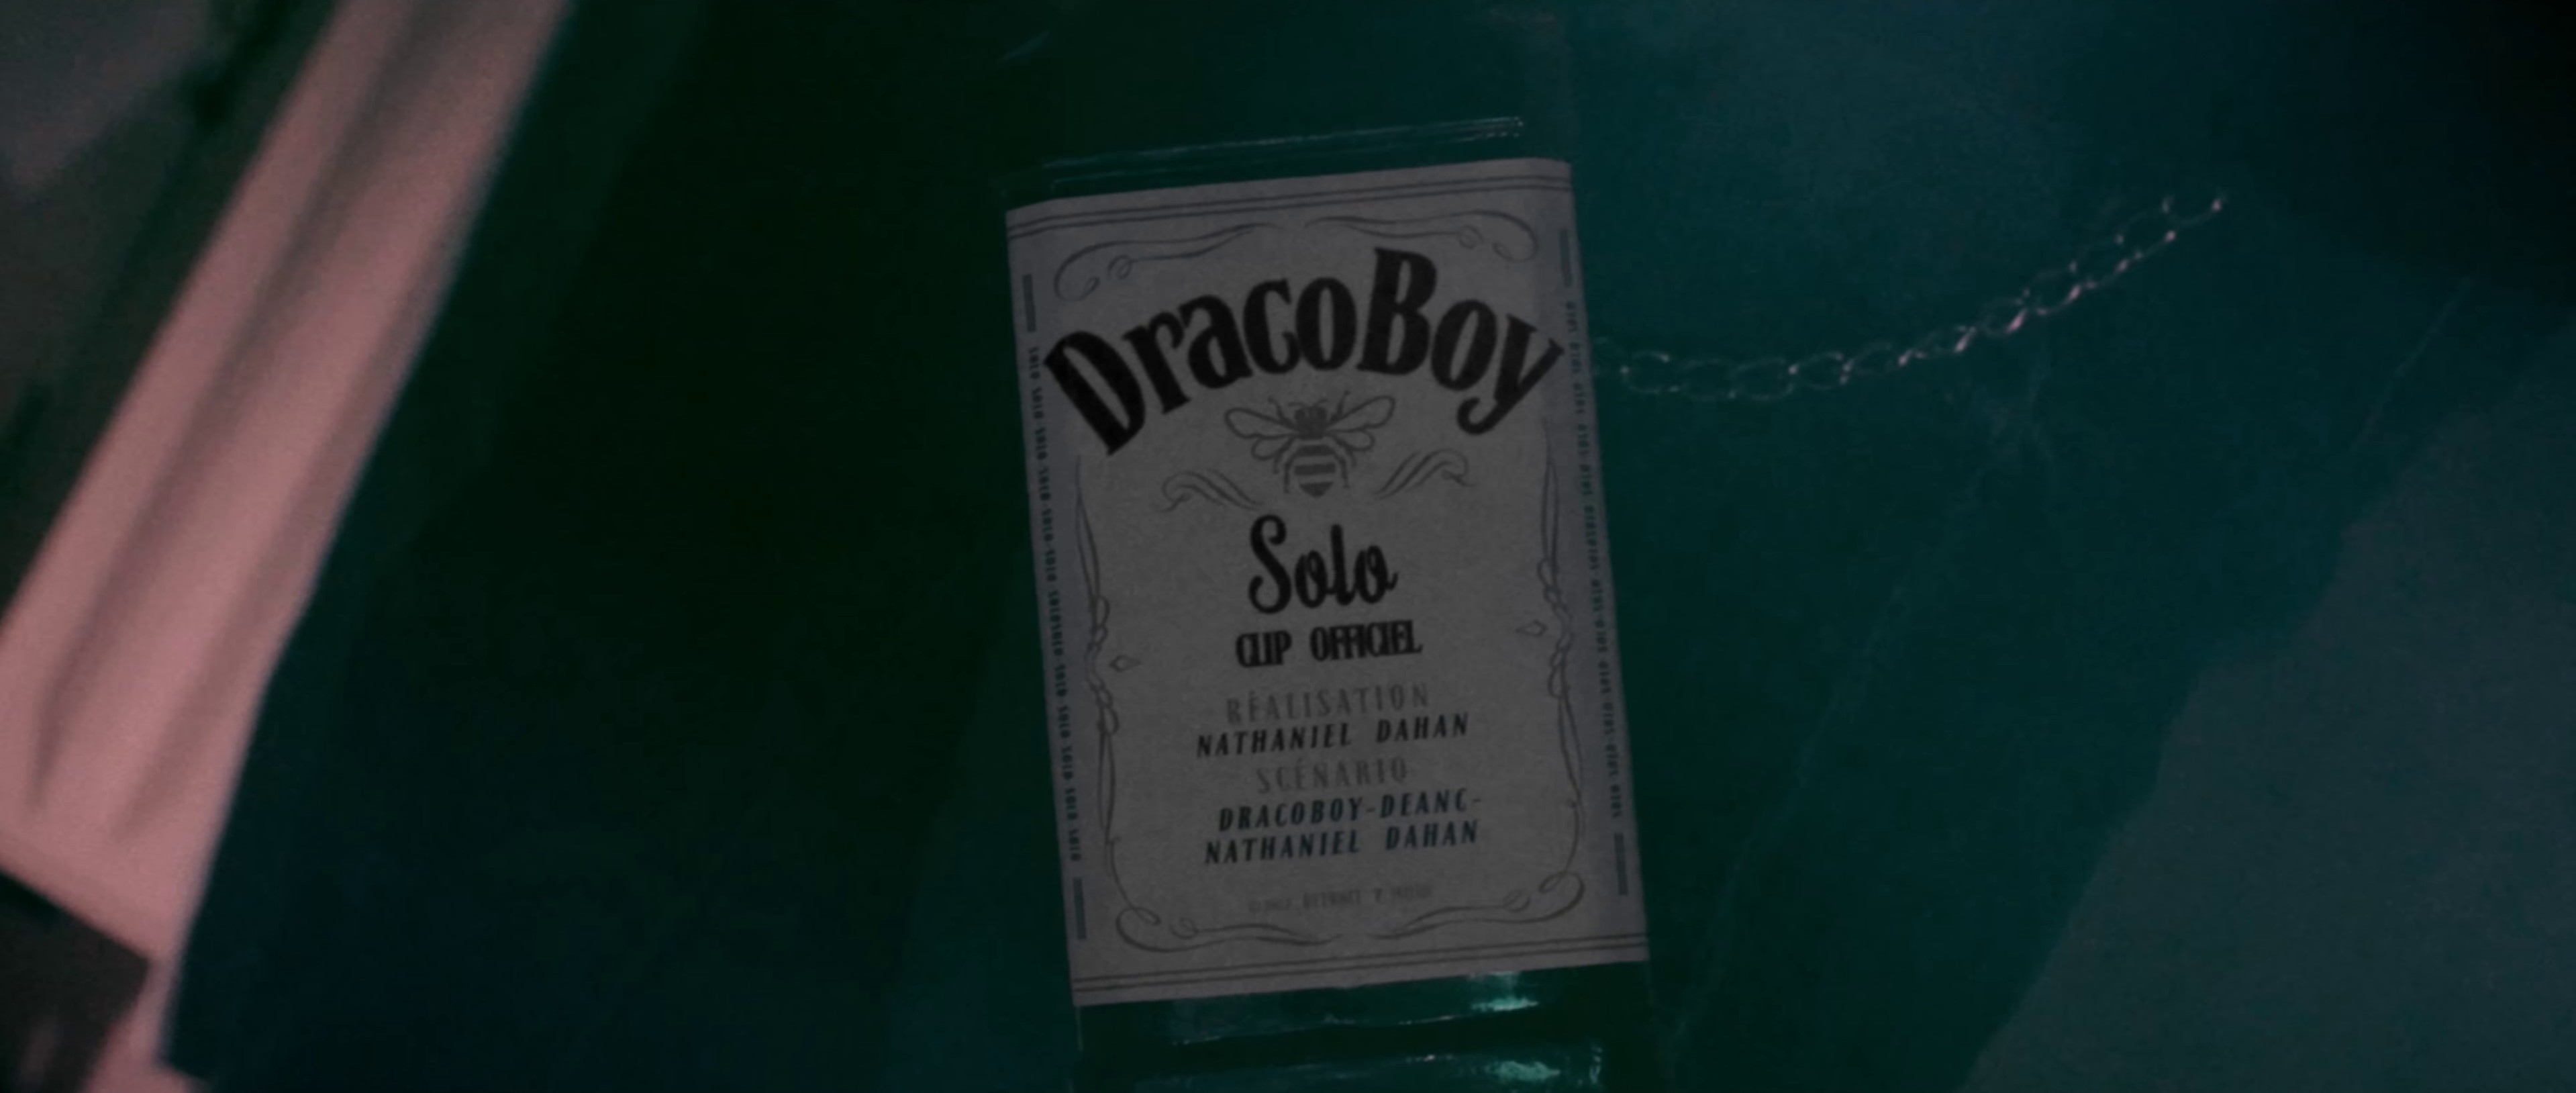 DracoBoy
Solo
CLIP OFFICIEL
RÉALISATION
NATHANIEL DAHAN
SCÉNARIO
DRACOBOY-DEANC-
NATHANIEL DAHAN